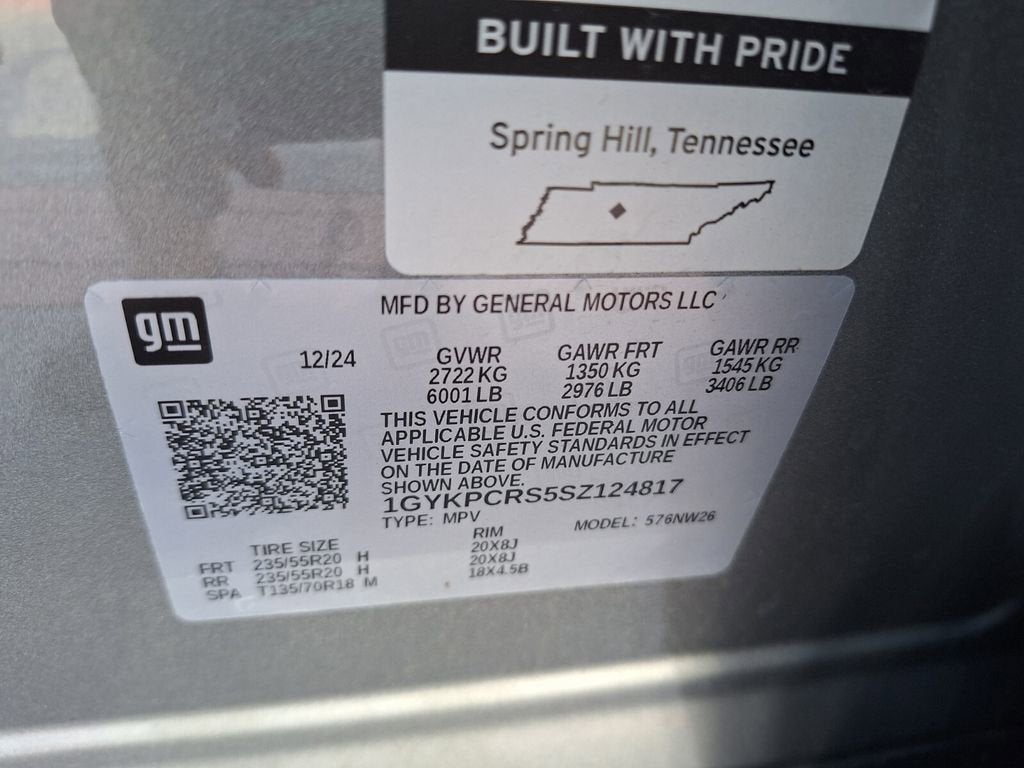 BUILT WITH PRIDE
Spring Hill, Tennessee
gm
MFD BY GENERAL MOTORS LLC
12/24 GVWR GAWR FRT GAWR RR
2722 KG 1350 KG 1545 KG
6001 LB 2976 LB 3406 LB
THIS VEHICLE CONFORMS TO ALL
APPLICABLE U.S. FEDERAL MOTOR
VEHICLE SAFETY STANDARDS IN EFFECT
ON THE DATE OF MANUFACTURE
SHOWN ABOVE.
1GYKPCRS5SZ124817
TYPE: MPV MODEL: 576NW26
TIRE SIZE RIM
FRT 235/55R20 H 20X8J
RR 235/55R20 H 20X8J
SPA T135/70R18 M 18X4.5B